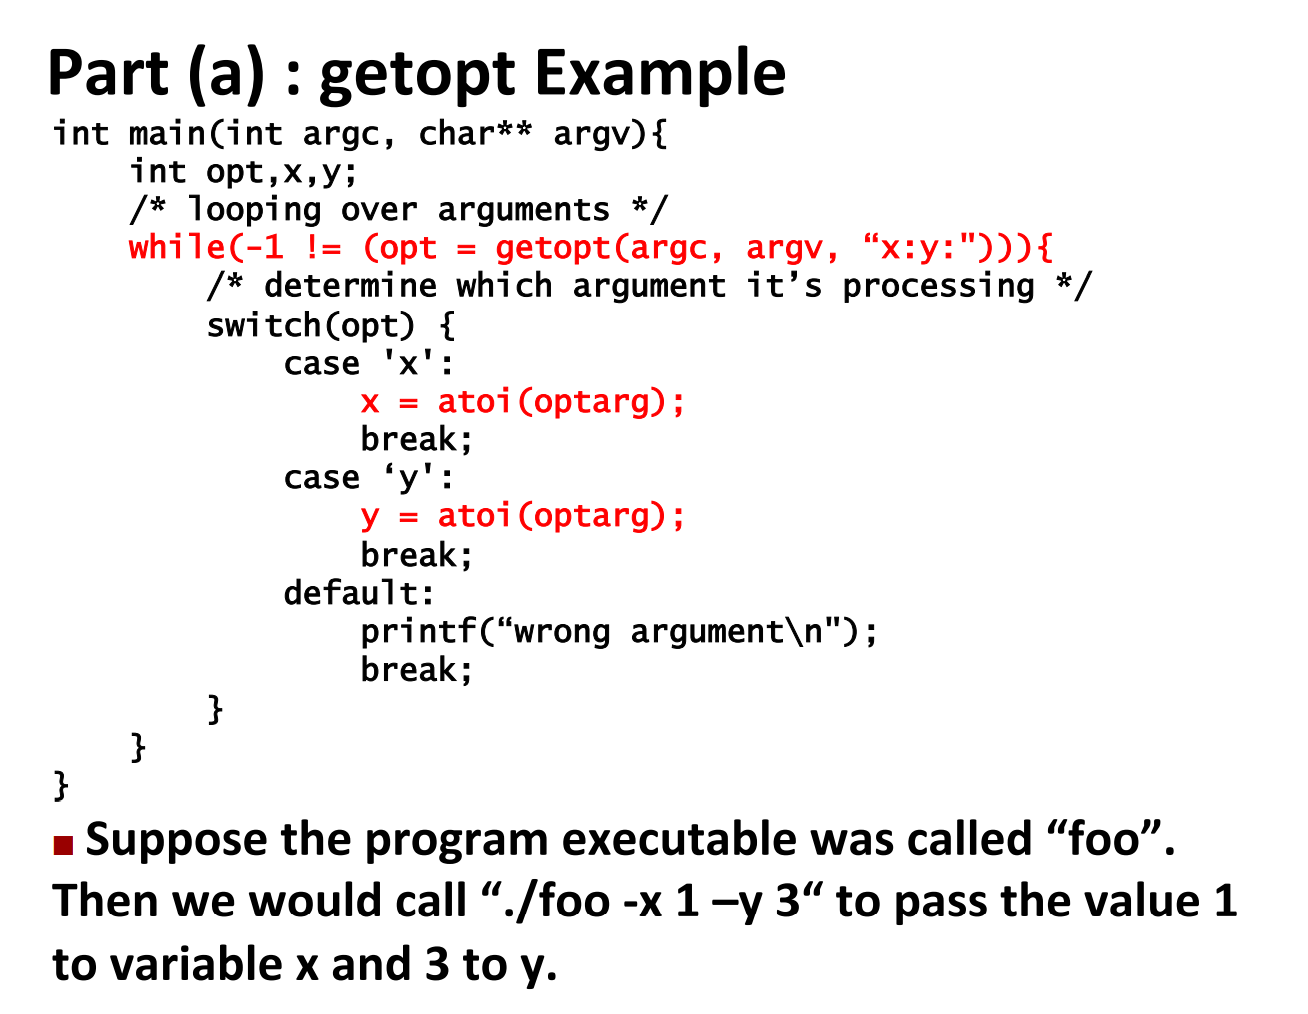 Part (a) : getopt Example
int main(int argc, char** argv){
    int opt,x,y;
    /* looping over arguments */
    while(-1 != (opt = getopt(argc, argv, “x:y:"))){
        /* determine which argument it’s processing */
        switch(opt) {
            case 'x':
                x = atoi(optarg);
                break;
            case ‘y':
                y = atoi(optarg);
                break;
            default:
                printf(“wrong argument\n");
                break;
        }
    }
}
■ Suppose the program executable was called “foo”.
Then we would call “./foo -x 1 –y 3“ to pass the value 1
to variable x and 3 to y.